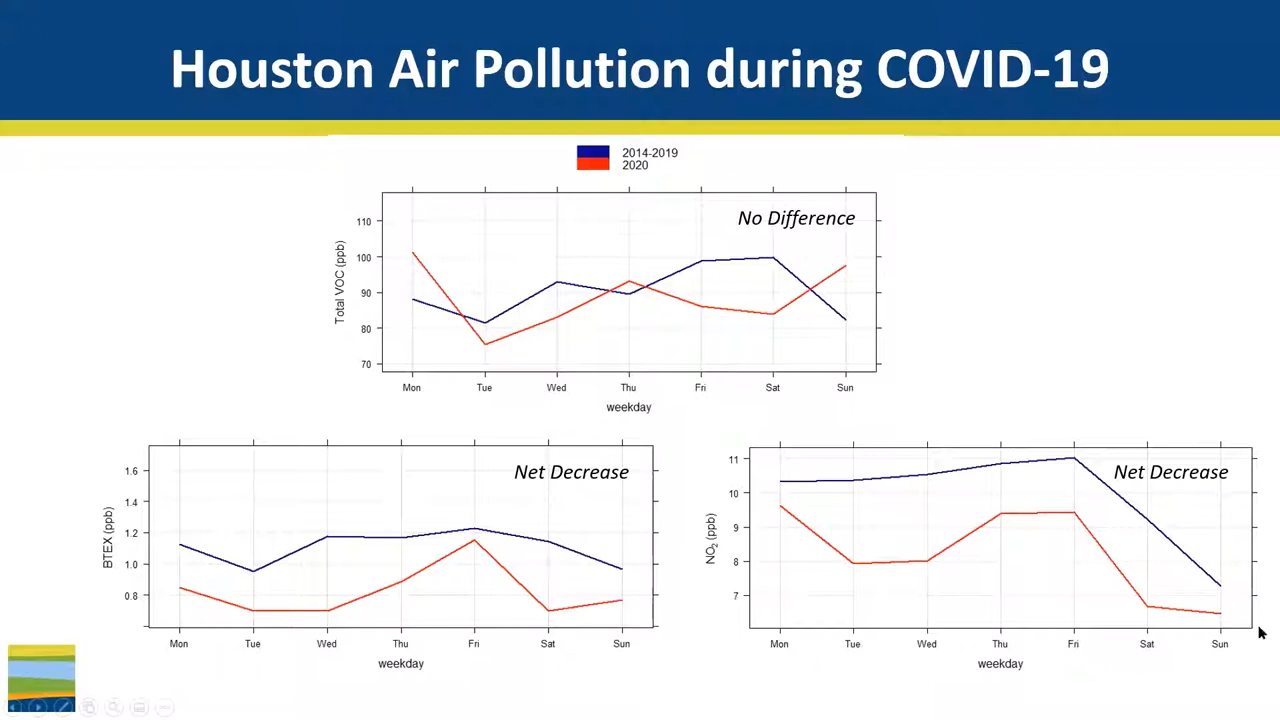 Houston Air Pollution during COVID-19
2014-2019
2020
No Difference
Total VOC (ppb)
110
100
90
80
70
Mon Tue Wed Thu Fri Sat Sun
weekday
Net Decrease
BTEX (ppb)
1.6
1.4
1.2
1.0
0.8
Mon Tue Wed Thu Fri Sat Sun
weekday
Net Decrease
NO₂ (ppb)
11
10
9
8
7
Mon Tue Wed Thu Fri Sat Sun
weekday